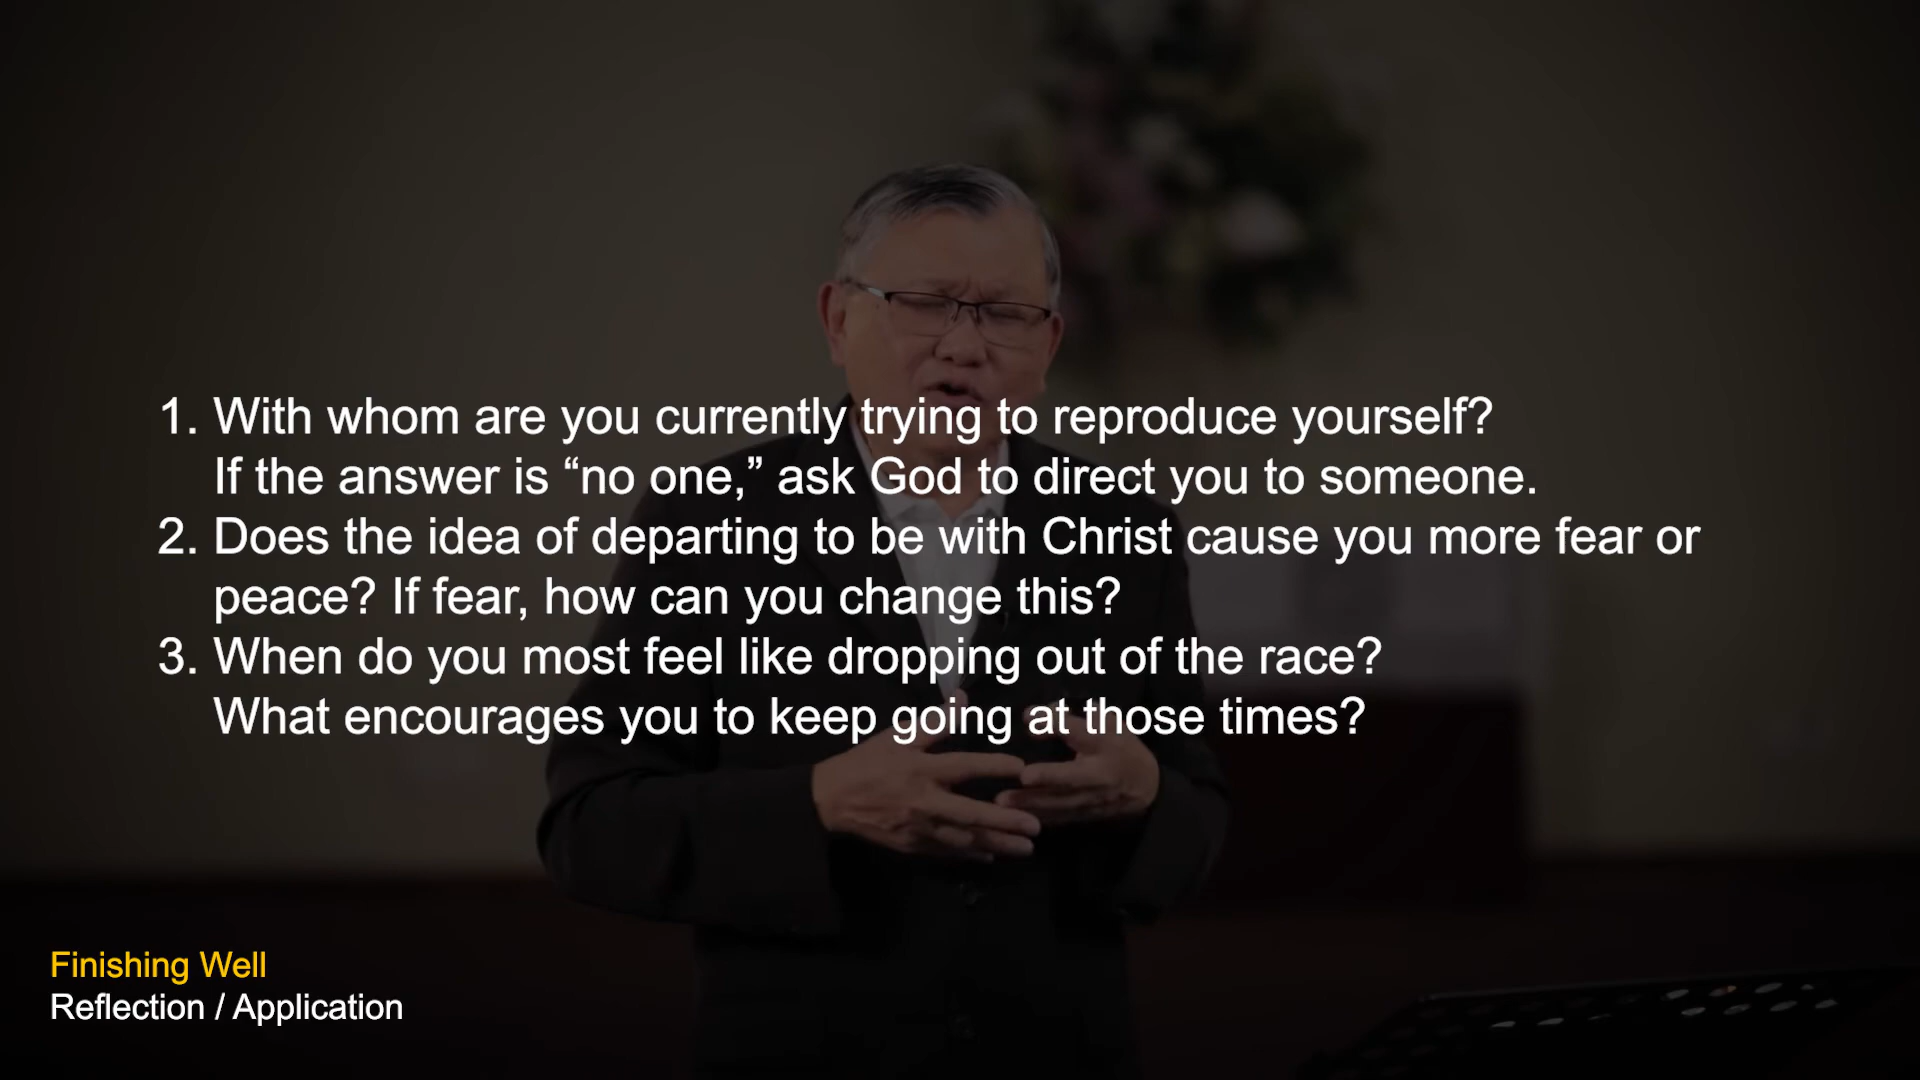 1. With whom are you currently trying to reproduce yourself?
If the answer is “no one,” ask God to direct you to someone.
2. Does the idea of departing to be with Christ cause you more fear or
peace? If fear, how can you change this?
3. When do you most feel like dropping out of the race?
What encourages you to keep going at those times?
Finishing Well
Reflection / Application